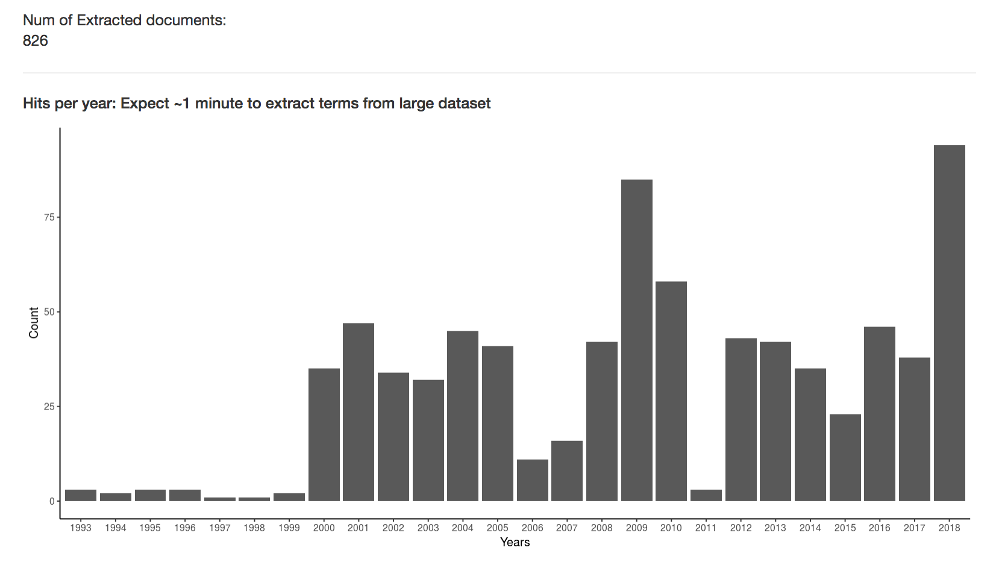 Num of Extracted documents:
826
Hits per year: Expect ~1 minute to extract terms from large dataset
75
50
25
0
Count
1993 1994 1995 1996 1997 1998 1999 2000 2001 2002 2003 2004 2005 2006 2007 2008 2009 2010 2011 2012 2013 2014 2015 2016 2017 2018
Years